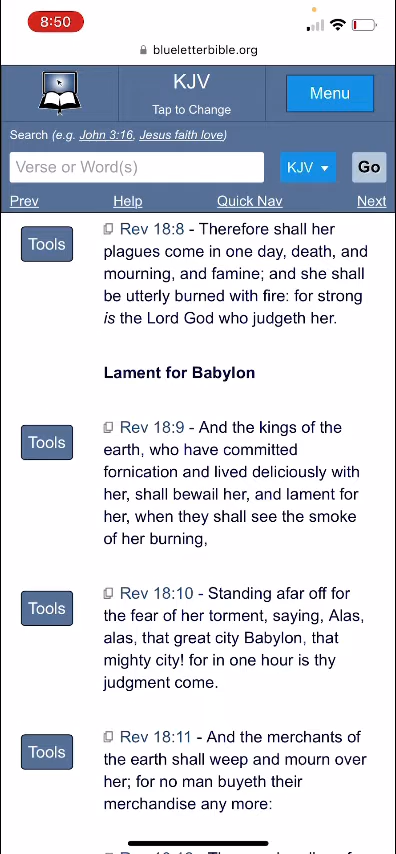 8:50
blueletterbible.org
KJV
Tap to Change
Menu
Search (e.g. John 3:16, Jesus faith love)
Verse or Word(s)
KJV
Go
Prev
Help
Quick Nav
Next
Tools
Rev 18:8 - Therefore shall her
plagues come in one day, death, and
mourning, and famine; and she shall
be utterly burned with fire: for strong
is the Lord God who judgeth her.
Lament for Babylon
Tools
Rev 18:9 - And the kings of the
earth, who have committed
fornication and lived deliciously with
her, shall bewail her, and lament for
her, when they shall see the smoke
of her burning,
Tools
Rev 18:10 - Standing afar off for
the fear of her torment, saying, Alas,
alas, that great city Babylon, that
mighty city! for in one hour is thy
judgment come.
Tools
Rev 18:11 - And the merchants of
the earth shall weep and mourn over
her; for no man buyeth their
merchandise any more: